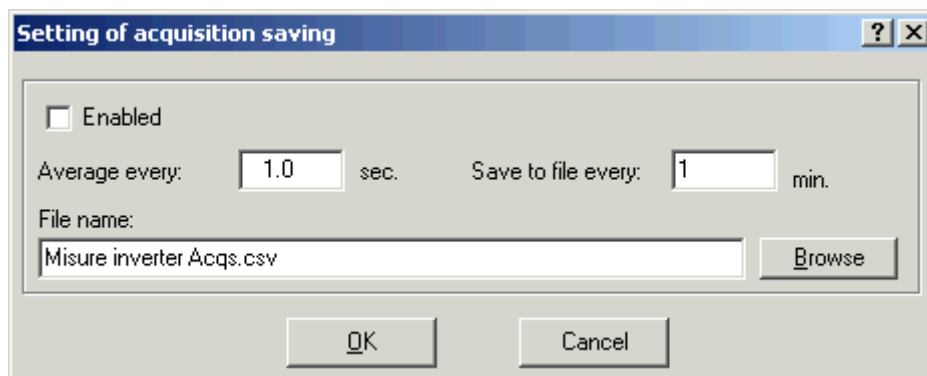 Setting of acquisition saving
Enabled
Average every: 1.0 sec. Save to file every: 1 min.
File name:
Misure inverter Acqs.csv Browse
OK Cancel